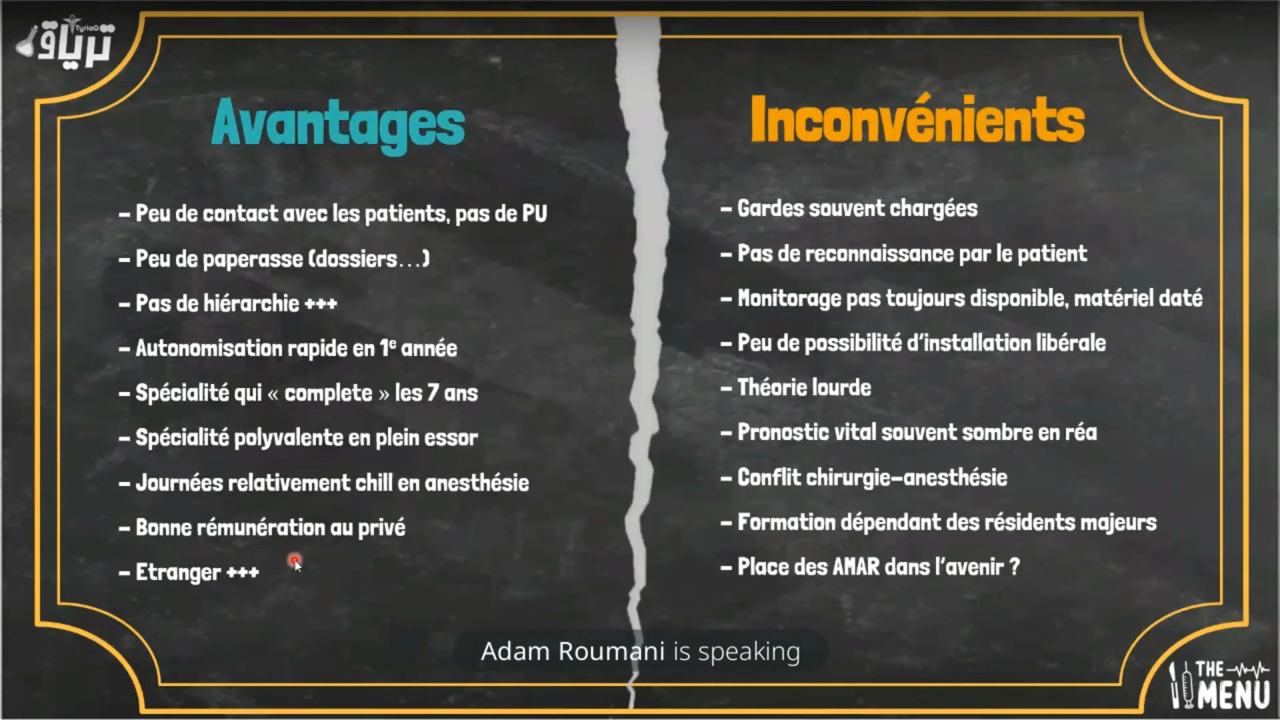 TyriaQ
ترياق
Avantages
– Peu de contact avec les patients, pas de PU
– Peu de paperasse (dossiers...)
– Pas de hiérarchie +++
– Autonomisation rapide en 1ᵉ année
– Spécialité qui « complete » les 7 ans
– Spécialité polyvalente en plein essor
– Journées relativement chill en anesthésie
– Bonne rémunération au privé
– Etranger +++
Inconvénients
– Gardes souvent chargées
– Pas de reconnaissance par le patient
– Monitorage pas toujours disponible, matériel daté
– Peu de possibilité d'installation libérale
– Théorie lourde
– Pronostic vital souvent sombre en réa
– Conflit chirurgie-anesthésie
– Formation dépendant des résidents majeurs
– Place des AMAR dans l'avenir ?
Adam Roumani is speaking
THE
MENU